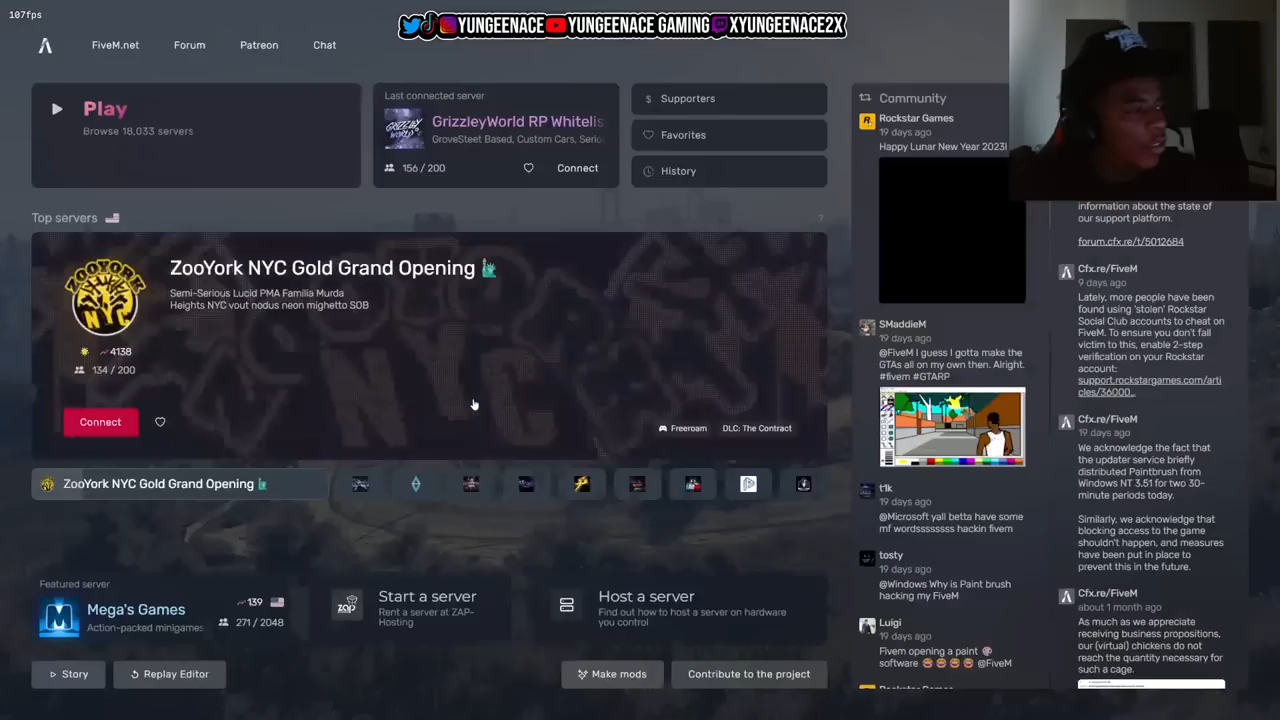 107fps
YUNGEENACE YUNGEENACE GAMING XYUNGEENACE2X
FiveM.net
Forum
Patreon
Chat
Play
Browse 18,033 servers
Last connected server
GrizzleyWorld RP Whitelis
GroveSteet Based, Custom Cars, Serio
156 / 200
Connect
Supporters
Favorites
History
Top servers
?
ZooYork NYC Gold Grand Opening
Semi-Serious Lucid PMA Familia Murda
Heights NYC vout nodus neon mighetto SOB
ZOOYORK
NYC
4138
134 / 200
Connect
Freeroam
DLC: The Contract
ZooYork NYC Gold Grand Opening
Featured server
Mega's Games
Action-packed minigames
139
271 / 2048
ZAP
Start a server
Rent a server at ZAP-
Hosting
Host a server
Find out how to host a server on hardware
you control
Story
Replay Editor
Make mods
Contribute to the project
Community
Rockstar Games
19 days ago
Happy Lunar New Year 2023!
SMaddieM
19 days ago
@FiveM I guess I gotta make the
GTAs all on my own then. Alright.
#fivem #GTARP
t1k
19 days ago
@Microsoft yall betta have some
mf wordsssssss hackin fivem
tosty
19 days ago
@Windows Why is Paint brush
hacking my FiveM
Luigi
19 days ago
Fivem opening a paint
software @FiveM
Rockstar Games
information about the state of
our support platform.
forum.cfx.re/t/5012684
Cfx.re/FiveM
9 days ago
Lately, more people have been
found using 'stolen' Rockstar
Social Club accounts to cheat on
FiveM. To ensure you don't fall
victim to this, enable 2-step
verification on your Rockstar
account:
support.rockstargames.com/arti
cles/36000…
Cfx.re/FiveM
19 days ago
We acknowledge the fact that
the updater service briefly
distributed Paintbrush from
Windows NT 3.51 for two 30-
minute periods today.
Similarly, we acknowledge that
blocking access to the game
shouldn't happen, and measures
have been put in place to
prevent this in the future.
Cfx.re/FiveM
about 1 month ago
As much as we appreciate
receiving business propositions,
our (virtual) chickens do not
reach the quantity necessary for
such a cage.